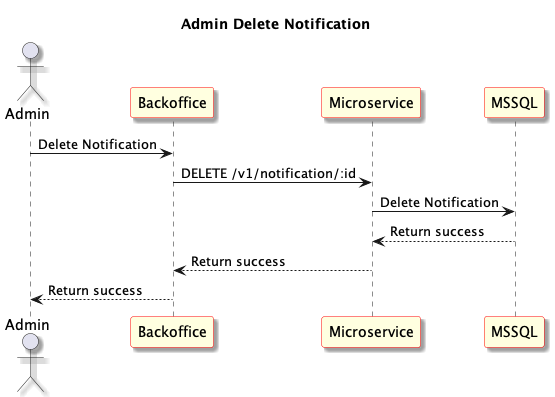 Admin Delete Notification
Admin
Backoffice
Microservice
MSSQL
Delete Notification
DELETE /v1/notification/:id
Delete Notification
Return success
Return success
Return success
Admin
Backoffice
Microservice
MSSQL